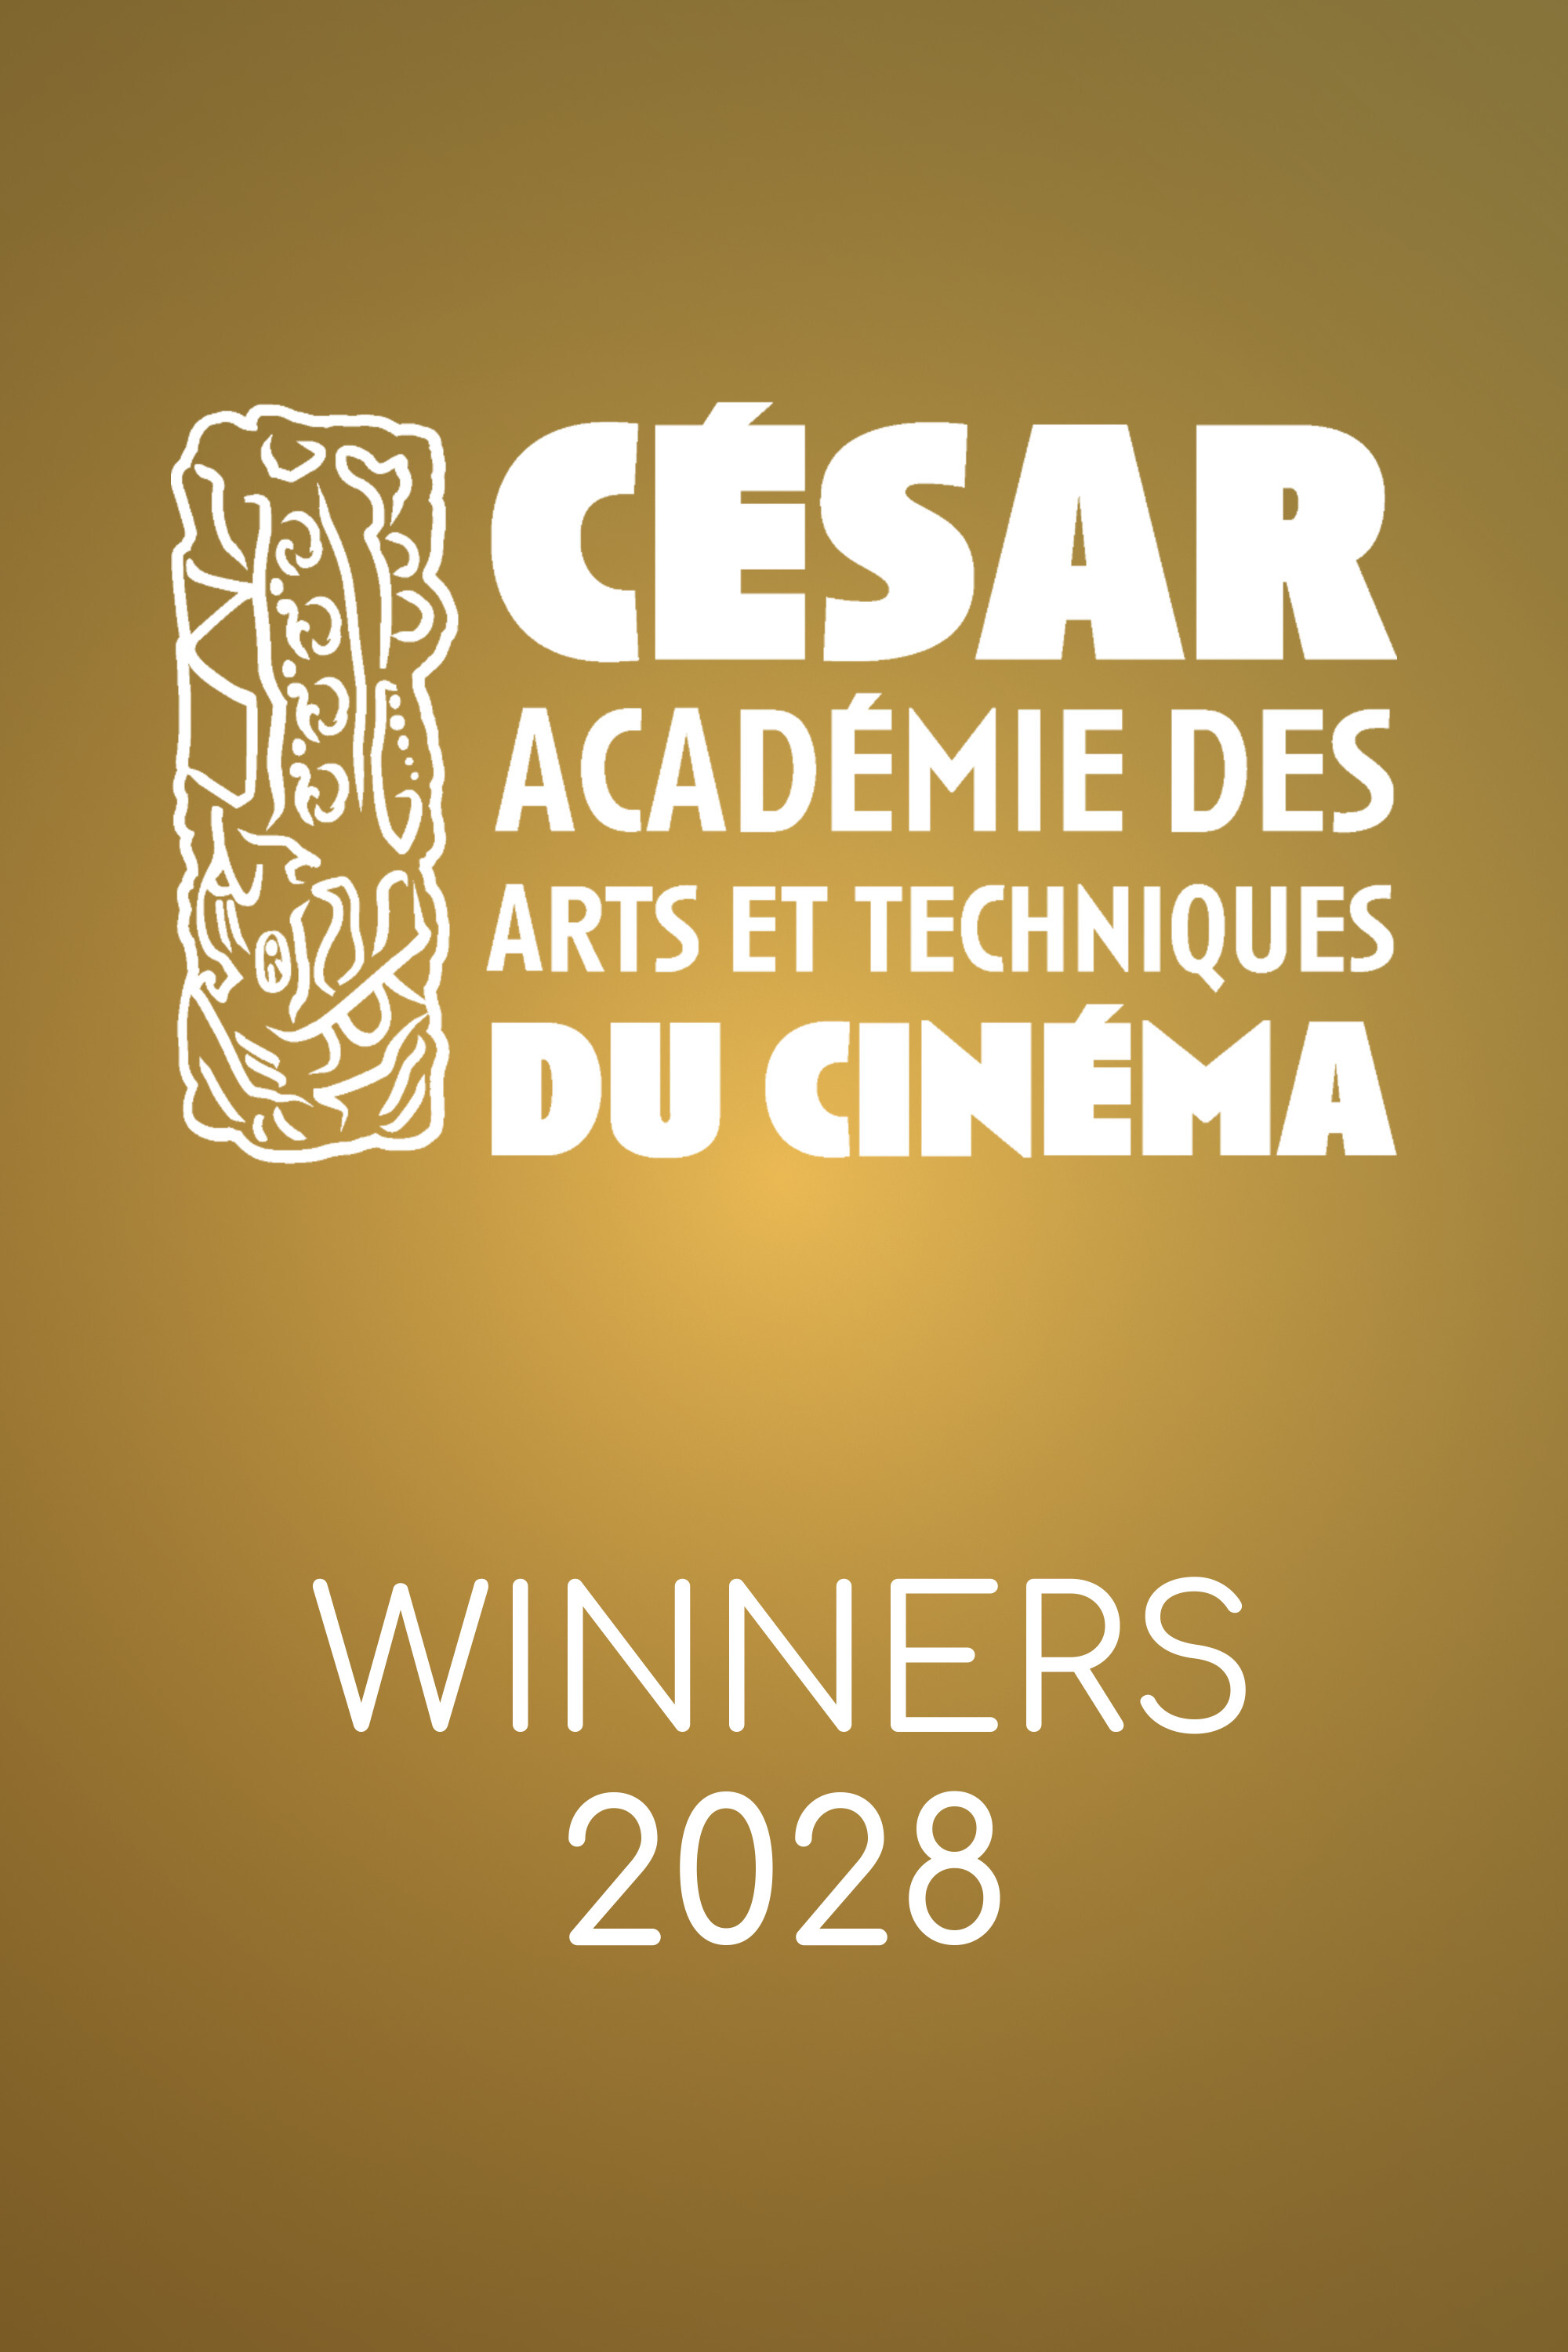 CÉSAR
ACADÉMIE DES
ARTS ET TECHNIQUES
DU CINÉMA
WINNERS
2028